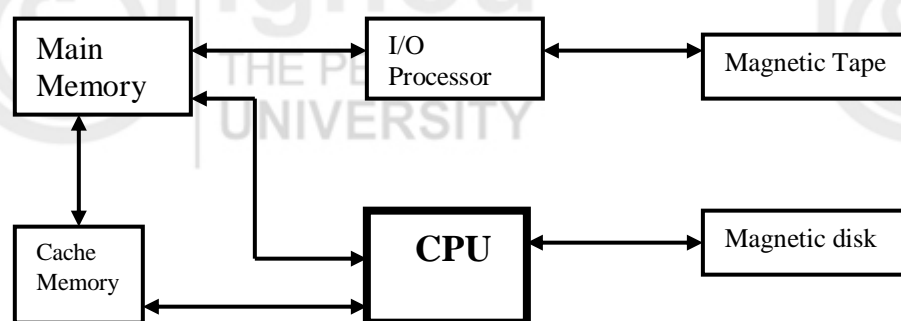 Main
Memory
I/O
Processor
Magnetic Tape
THE PE
UNIVERSITY
Cache
Memory
CPU
Magnetic disk